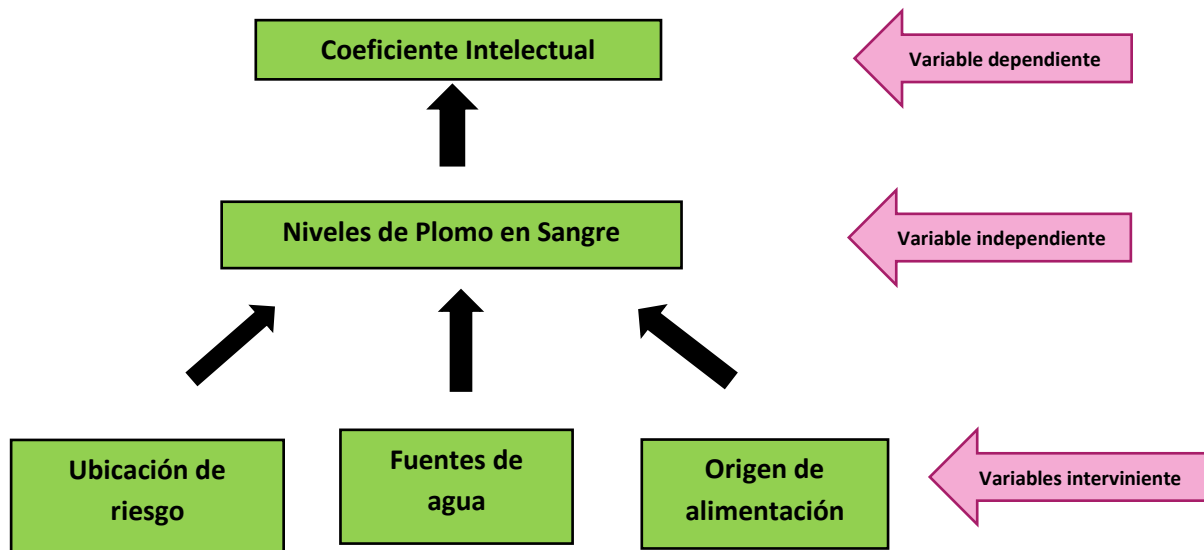 Coeficiente Intelectual
Variable dependiente
Niveles de Plomo en Sangre
Variable independiente
Ubicación de
riesgo
Fuentes de
agua
Origen de
alimentación
Variables interviniente